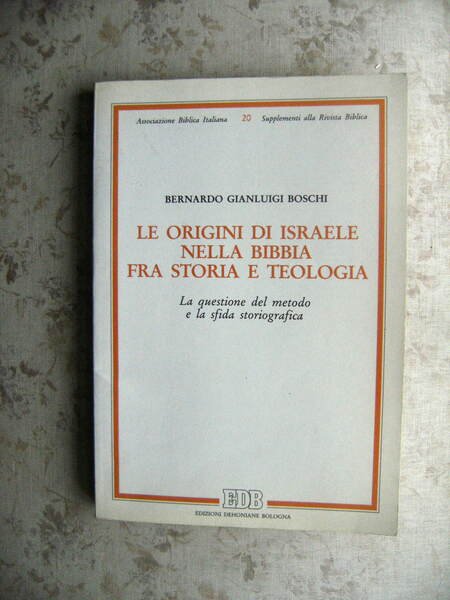 Associazione Biblica Italiana 20 Supplementi alla Rivista Biblica
BERNARDO GIANLUIGI BOSCHI
LE ORIGINI DI ISRAELE
NELLA BIBBIA
FRA STORIA E TEOLOGIA
La questione del metodo
e la sfida storiografica
EDB
EDIZIONI DEHONIANE BOLOGNA